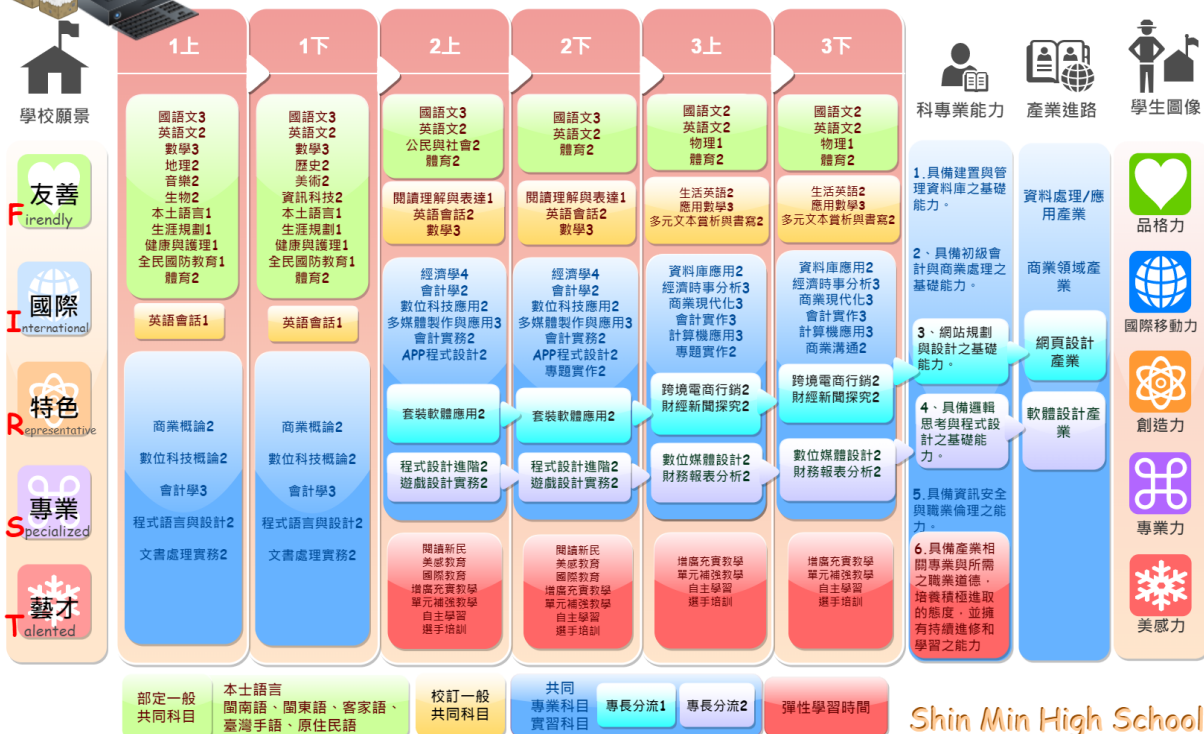 1上
1下
2上
2下
3上
3下
學校願景
科專業能力
產業進路
學生圖像
友善
Firendly
國際
International
特色
Representative
專業
Specialized
藝才
Talented
國語文3
英語文2
數學3
地理2
音樂2
生物2
本土語言1
生涯規劃1
健康與護理1
全民國防教育1
體育2
英語會話1
商業概論2
數位科技概論2
會計學3
程式語言與設計2
文書處理實務2
國語文3
英語文2
數學3
歷史2
美術2
資訊科技2
本土語言1
生涯規劃1
健康與護理1
全民國防教育1
體育2
英語會話1
商業概論2
數位科技概論2
會計學3
程式語言與設計2
文書處理實務2
國語文3
英語文2
公民與社會2
體育2
閱讀理解與表達1
英語會話2
數學3
經濟學4
會計學2
數位科技應用2
多媒體製作與應用3
會計實務2
APP程式設計2
套裝軟體應用2
程式設計進階2
遊戲設計實務2
閱讀新民
美感教育
國際教育
增廣充實教學
單元補強教學
自主學習
選手培訓
國語文3
英語文2
體育2
閱讀理解與表達1
英語會話2
數學3
經濟學4
會計學2
數位科技應用2
多媒體製作與應用3
會計實務2
APP程式設計2
專題實作2
套裝軟體應用2
程式設計進階2
遊戲設計實務2
閱讀新民
美感教育
國際教育
增廣充實教學
單元補強教學
自主學習
選手培訓
國語文2
英語文2
物理1
體育2
生活英語2
應用數學3
多元文本賞析與書寫2
資料庫應用2
經濟時事分析3
商業現代化3
會計實作3
計算機應用3
專題實作2
跨境電商行銷2
財經新聞探究2
數位媒體設計2
財務報表分析2
增廣充實教學
單元補強教學
自主學習
選手培訓
國語文2
英語文2
物理1
體育2
生活英語2
應用數學3
多元文本賞析與書寫2
資料庫應用2
經濟時事分析3
商業現代化3
會計實作3
計算機應用3
商業溝通2
跨境電商行銷2
財經新聞探究2
數位媒體設計2
財務報表分析2
增廣充實教學
單元補強教學
自主學習
選手培訓
1.具備建置與管
理資料庫之基礎
能力。
2、具備初級會
計與商業處理之
基礎能力。
3、網站規劃
與設計之基礎
能力。
4、具備邏輯
思考與程式設
計之基礎能
力。
5.具備資訊安全
與職業倫理之能
力。
6.具備產業相
關專業與所需
之職業道德，
培養積極進取
的態度，並擁
有持續進修和
學習之能力
資料處理/應
用產業
商業領域產
業
網頁設計
產業
軟體設計產
業
品格力
國際移動力
創造力
專業力
美感力
部定一般
共同科目
本士語言
閩南語、閩東語、客家語、
臺灣手語、原住民語
校訂一般
共同科目
共同
專業科目
實習科目
專長分流1
專長分流2
彈性學習時間
Shin Min High School